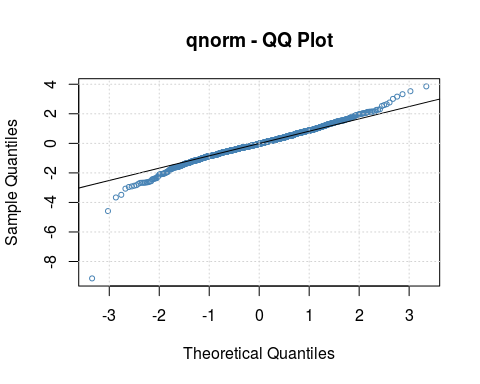 qnorm - QQ Plot
Sample Quantiles
4
2
0
-2
-4
-6
-8
-3 -2 -1 0 1 2 3
Theoretical Quantiles